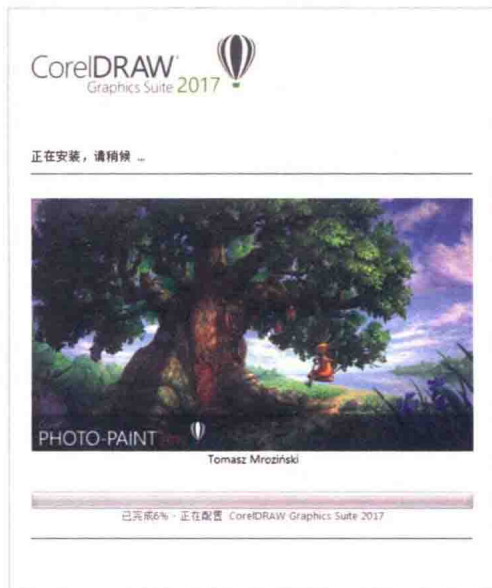 CorelDRAW®
Graphics Suite 2017
正在安装，请稍候 ...
PHOTO-PAINT
Tomasz Mroziński
已完成6% - 正在配置 CorelDRAW Graphics Suite 2017